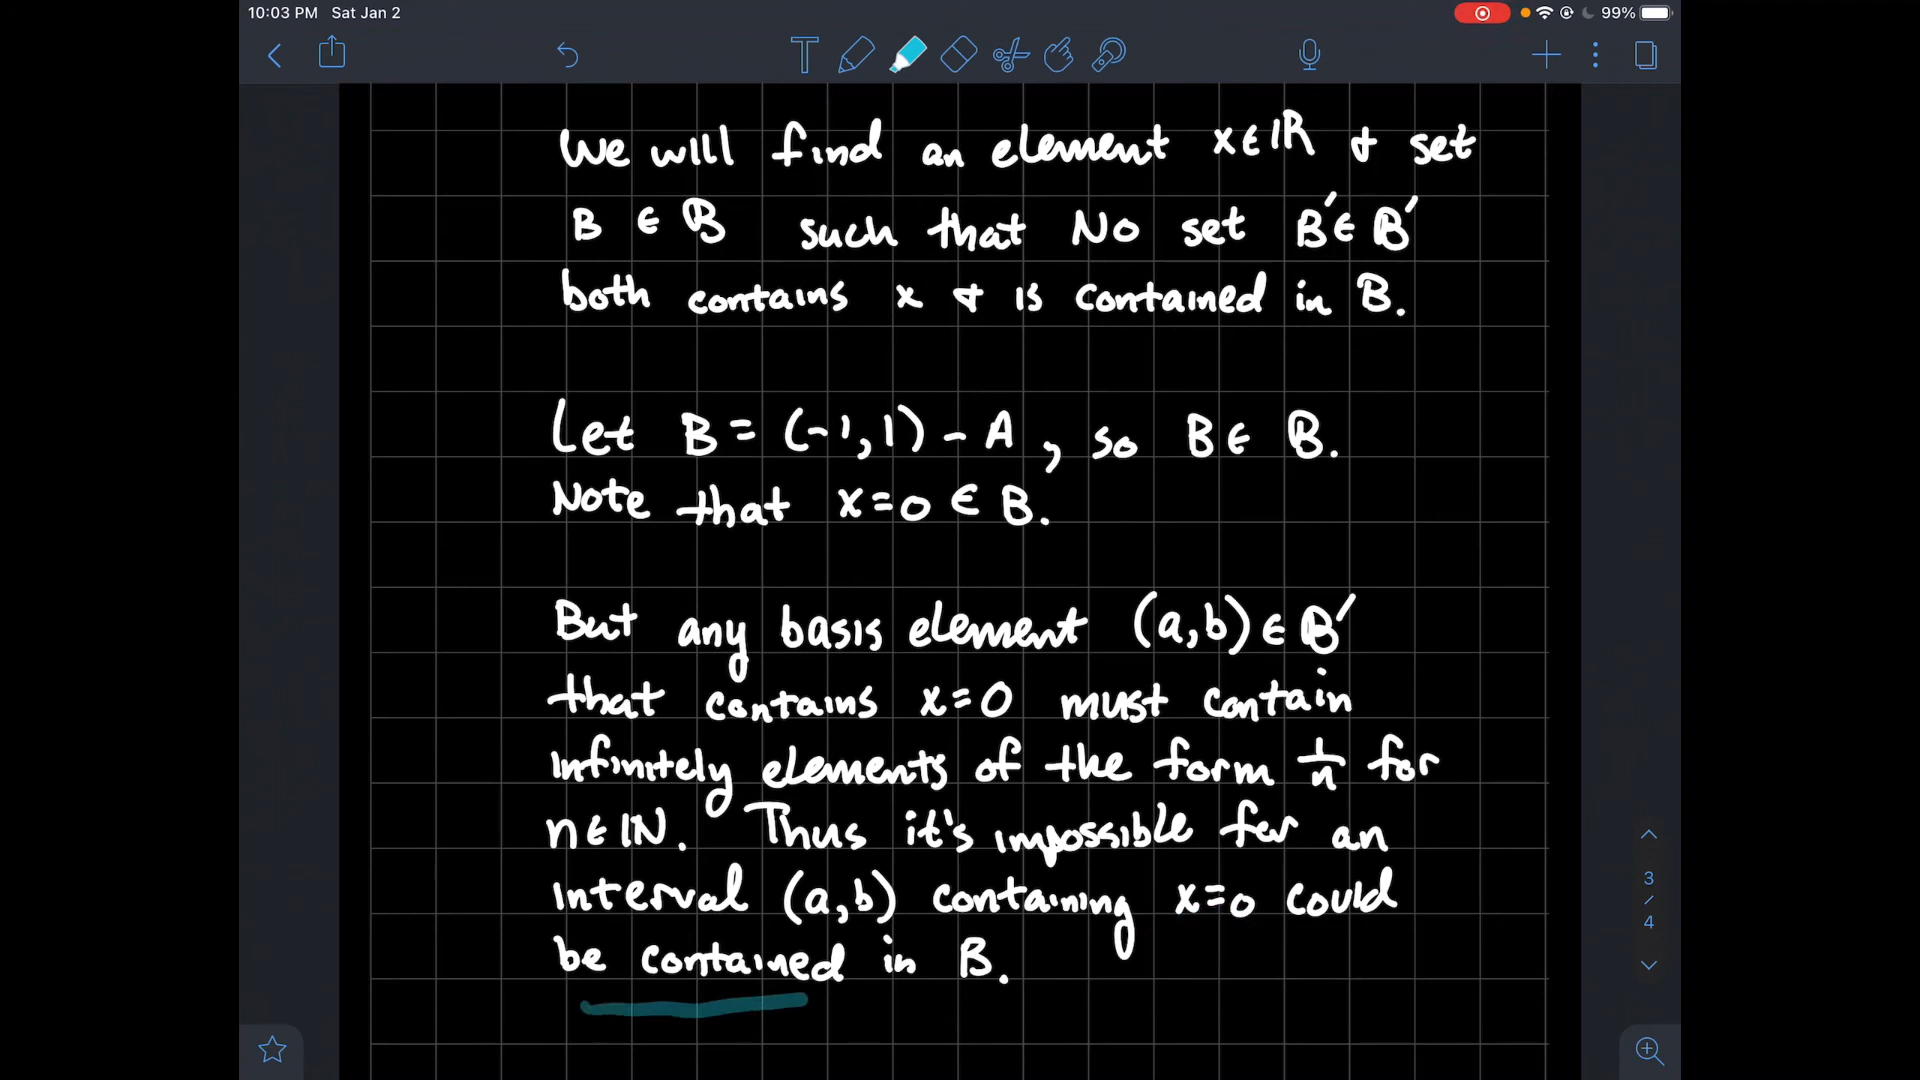 10:03 PM Sat Jan 2
99%
We will find an element x∈ℝ & set
B ∈ 𝔹 such that No set B′∈ 𝔹′
both contains x & is contained in B.
Let B = (-1,1) - A, so B∈ 𝔹.
Note that x=0 ∈ B.
But any basis element (a,b)∈ 𝔹′
that contains x=0 must contain
infinitely elements of the form 1/n for
n∈ℕ. Thus it's impossible for an
interval (a,b) containing x=0 could
be contained in B.
3
/
4